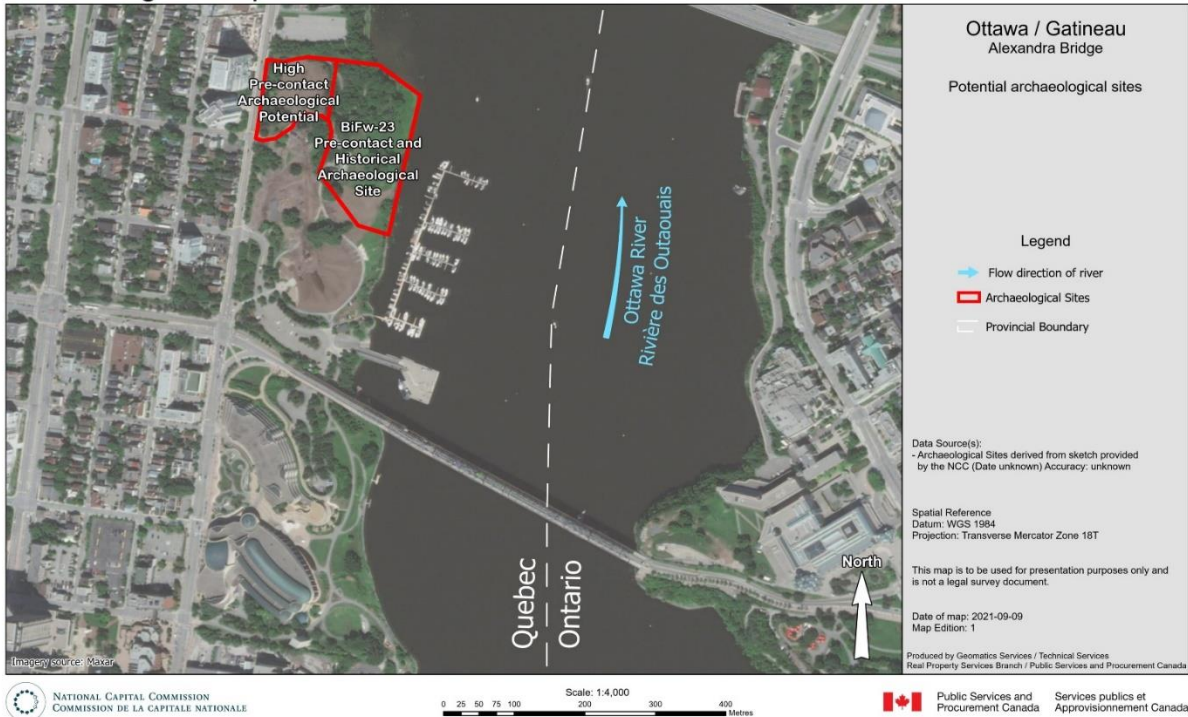 Ottawa / Gatineau
Alexandra Bridge
Potential archaeological sites
High
Pre-contact
Archaeological
Potential
BiFw-23
Pre-contact and
Historical
Archaeological
Site
Ottawa River
Rivière des Outaouais
Quebec
Ontario
North
Imagery source: Maxar
Legend
Flow direction of river
Archaeological Sites
Provincial Boundary
Data Source(s):
- Archaeological Sites derived from sketch provided
by the NCC (Date unknown) Accuracy: unknown
Spatial Reference
Datum: WGS 1984
Projection: Transverse Mercator Zone 18T
This map is to be used for presentation purposes only and
is not a legal survey document.
Date of map: 2021-09-09
Map Edition: 1
Produced by Geomatics Services / Technical Services
Real Property Services Branch / Public Services and Procurement Canada
NATIONAL CAPITAL COMMISSION
COMMISSION DE LA CAPITALE NATIONALE
Scale: 1:4,000
0 25 50 75 100 200 300 400
Metres
Public Services and
Procurement Canada
Services publics et
Approvisionnement Canada